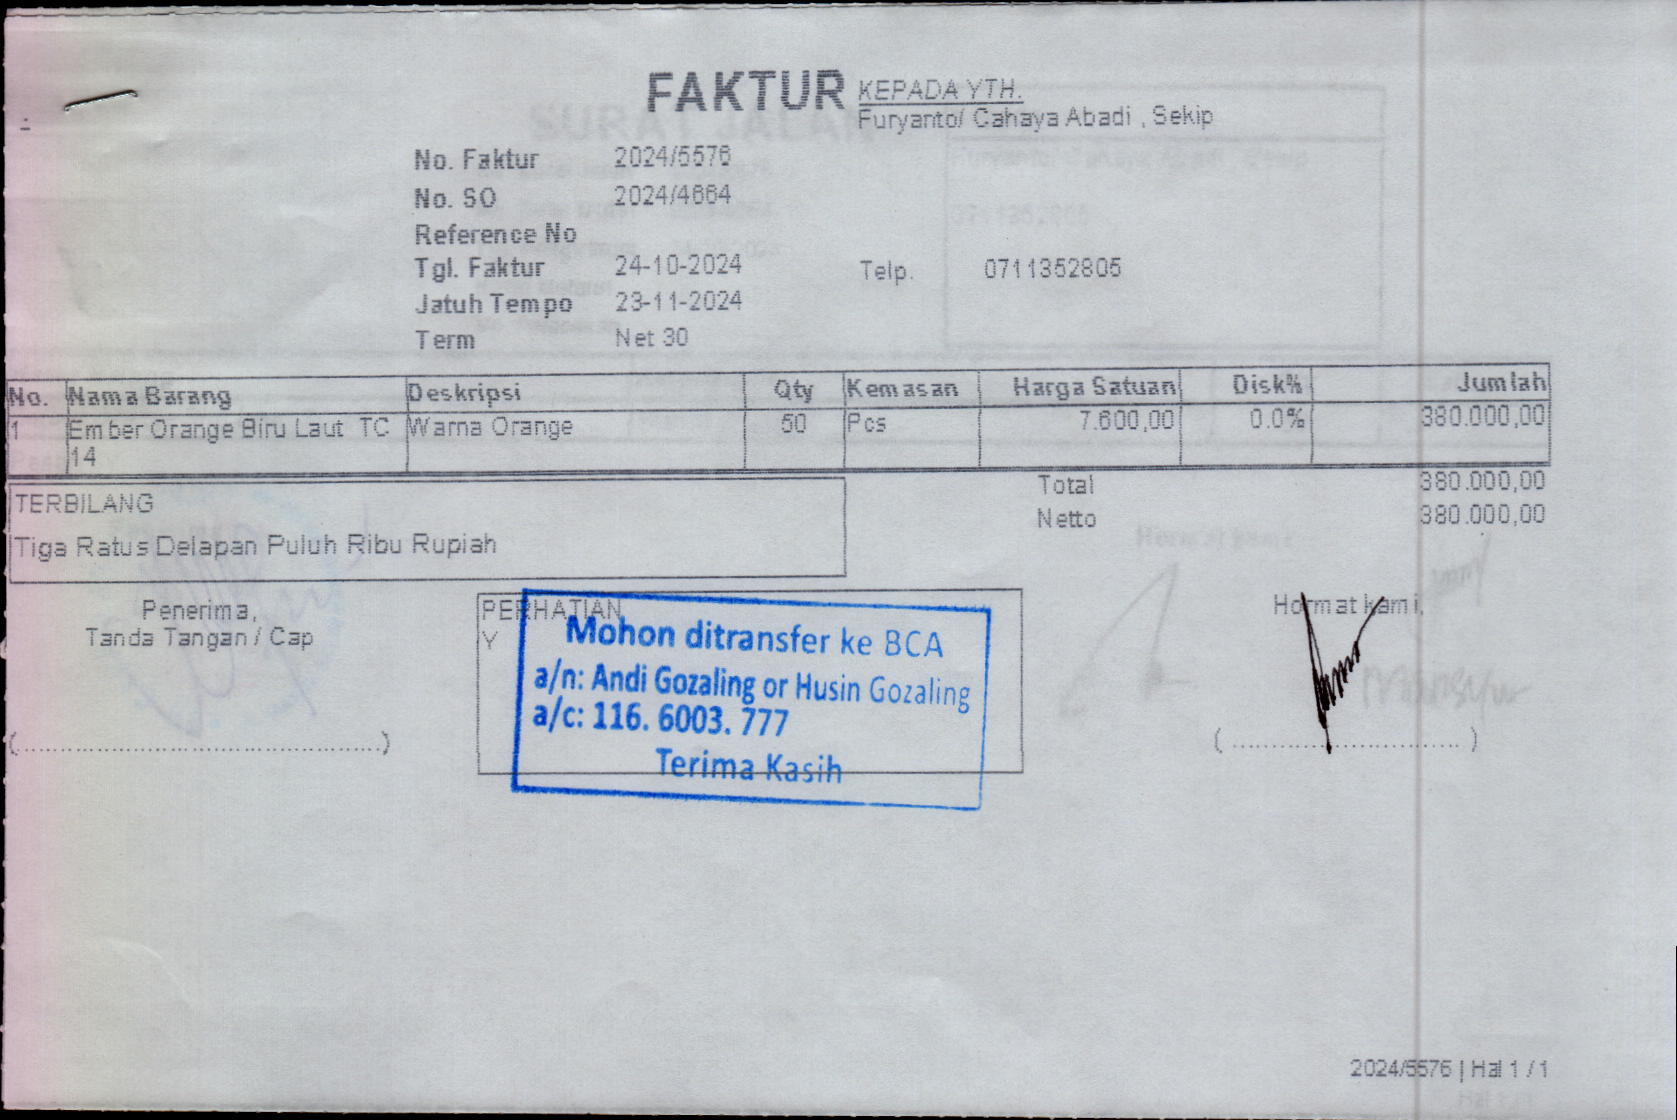 FAKTUR
KEPADA YTH.
Furyanto/ Cahaya Abadi , Sekip
No. Faktur 2024/5576
No. SO 2024/4664
Reference No
Tgl. Faktur 24-10-2024
Telp. 0711352805
Jatuh Tempo 23-11-2024
Term Net 30
No. Nama Barang Deskripsi Qty Kemasan Harga Satuan Disk% Jumlah
1 Ember Orange Biru Laut TC Warna Orange 50 Pcs 7.600,00 0.0% 380.000,00
14
Total 380.000,00
Netto 380.000,00
TERBILANG
Tiga Ratus Delapan Puluh Ribu Rupiah
Penerima,
Tanda Tangan / Cap
(............................................)
PERHATIAN
Y
Mohon ditransfer ke BCA
a/n: Andi Gozaling or Husin Gozaling
a/c: 116. 6003. 777
Terima Kasih
Hormat kami,
( ............................ )
2024/5576 | Hal 1 / 1
SURAT JALAN